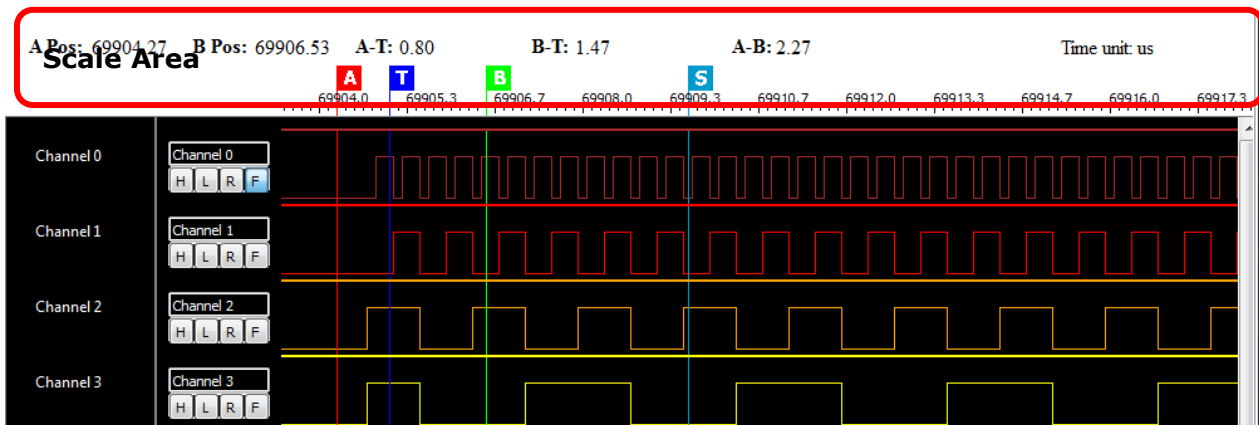 A Pos: 69904.27 B Pos: 69906.53 A-T: 0.80 B-T: 1.47 A-B: 2.27 Time unit: us
Scale Area
A T B S
69904.0 69905.3 69906.7 69908.0 69909.3 69910.7 69912.0 69913.3 69914.7 69916.0 69917.3
Channel 0 Channel 0
H L R F
Channel 1 Channel 1
H L R F
Channel 2 Channel 2
H L R F
Channel 3 Channel 3
H L R F